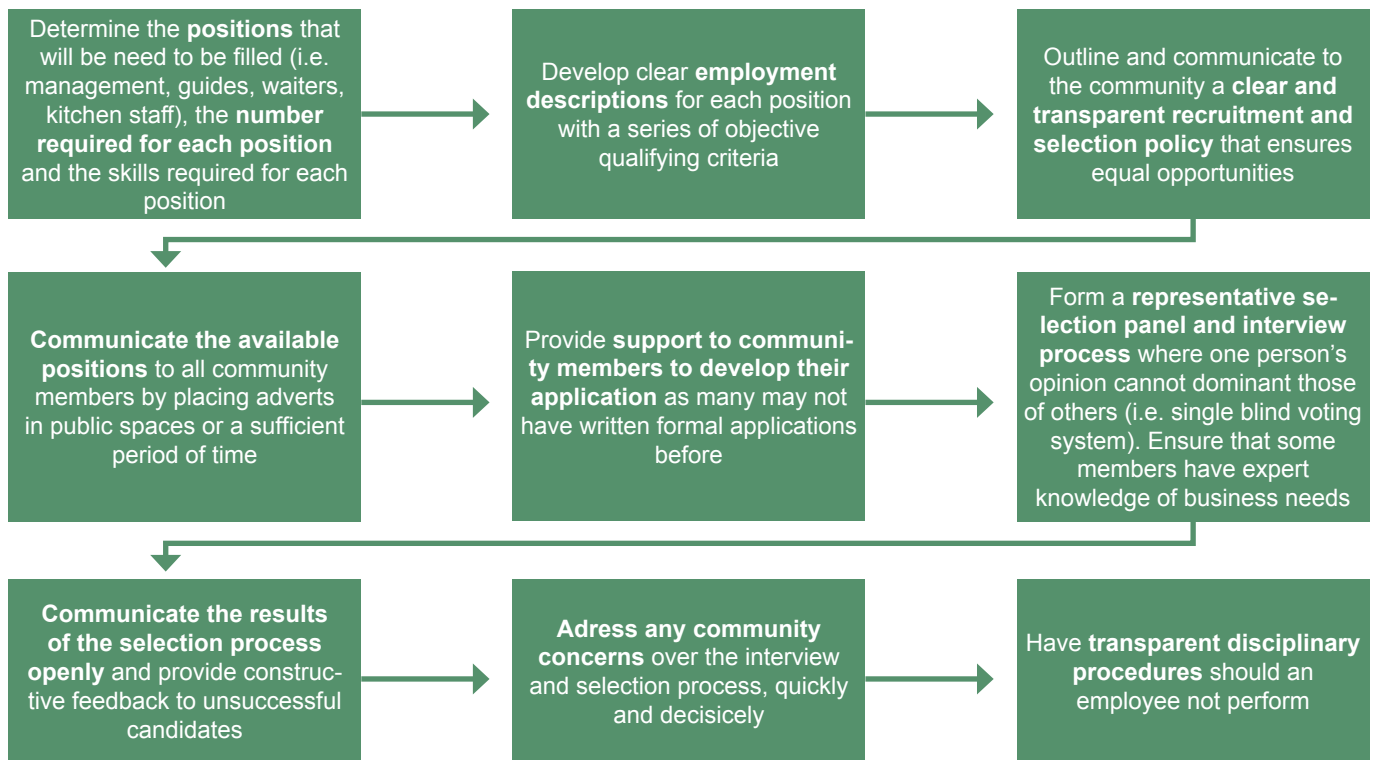 Determine the positions that
will be need to be filled (i.e.
management, guides, waiters,
kitchen staff), the number
required for each position
and the skills required for each
position
Develop clear employment
descriptions for each position
with a series of objective
qualifying criteria
Outline and communicate to
the community a clear and
transparent recruitment and
selection policy that ensures
equal opportunities
Communicate the available
positions to all community
members by placing adverts
in public spaces or a sufficient
period of time
Provide support to communi-
ty members to develop their
application as many may not
have written formal applications
before
Form a representative se-
lection panel and interview
process where one person's
opinion cannot dominant those
of others (i.e. single blind voting
system). Ensure that some
members have expert
knowledge of business needs
Communicate the results
of the selection process
openly and provide construc-
tive feedback to unsuccessful
candidates
Adress any community
concerns over the interview
and selection process, quickly
and decisicely
Have transparent disciplinary
procedures should an
employee not perform